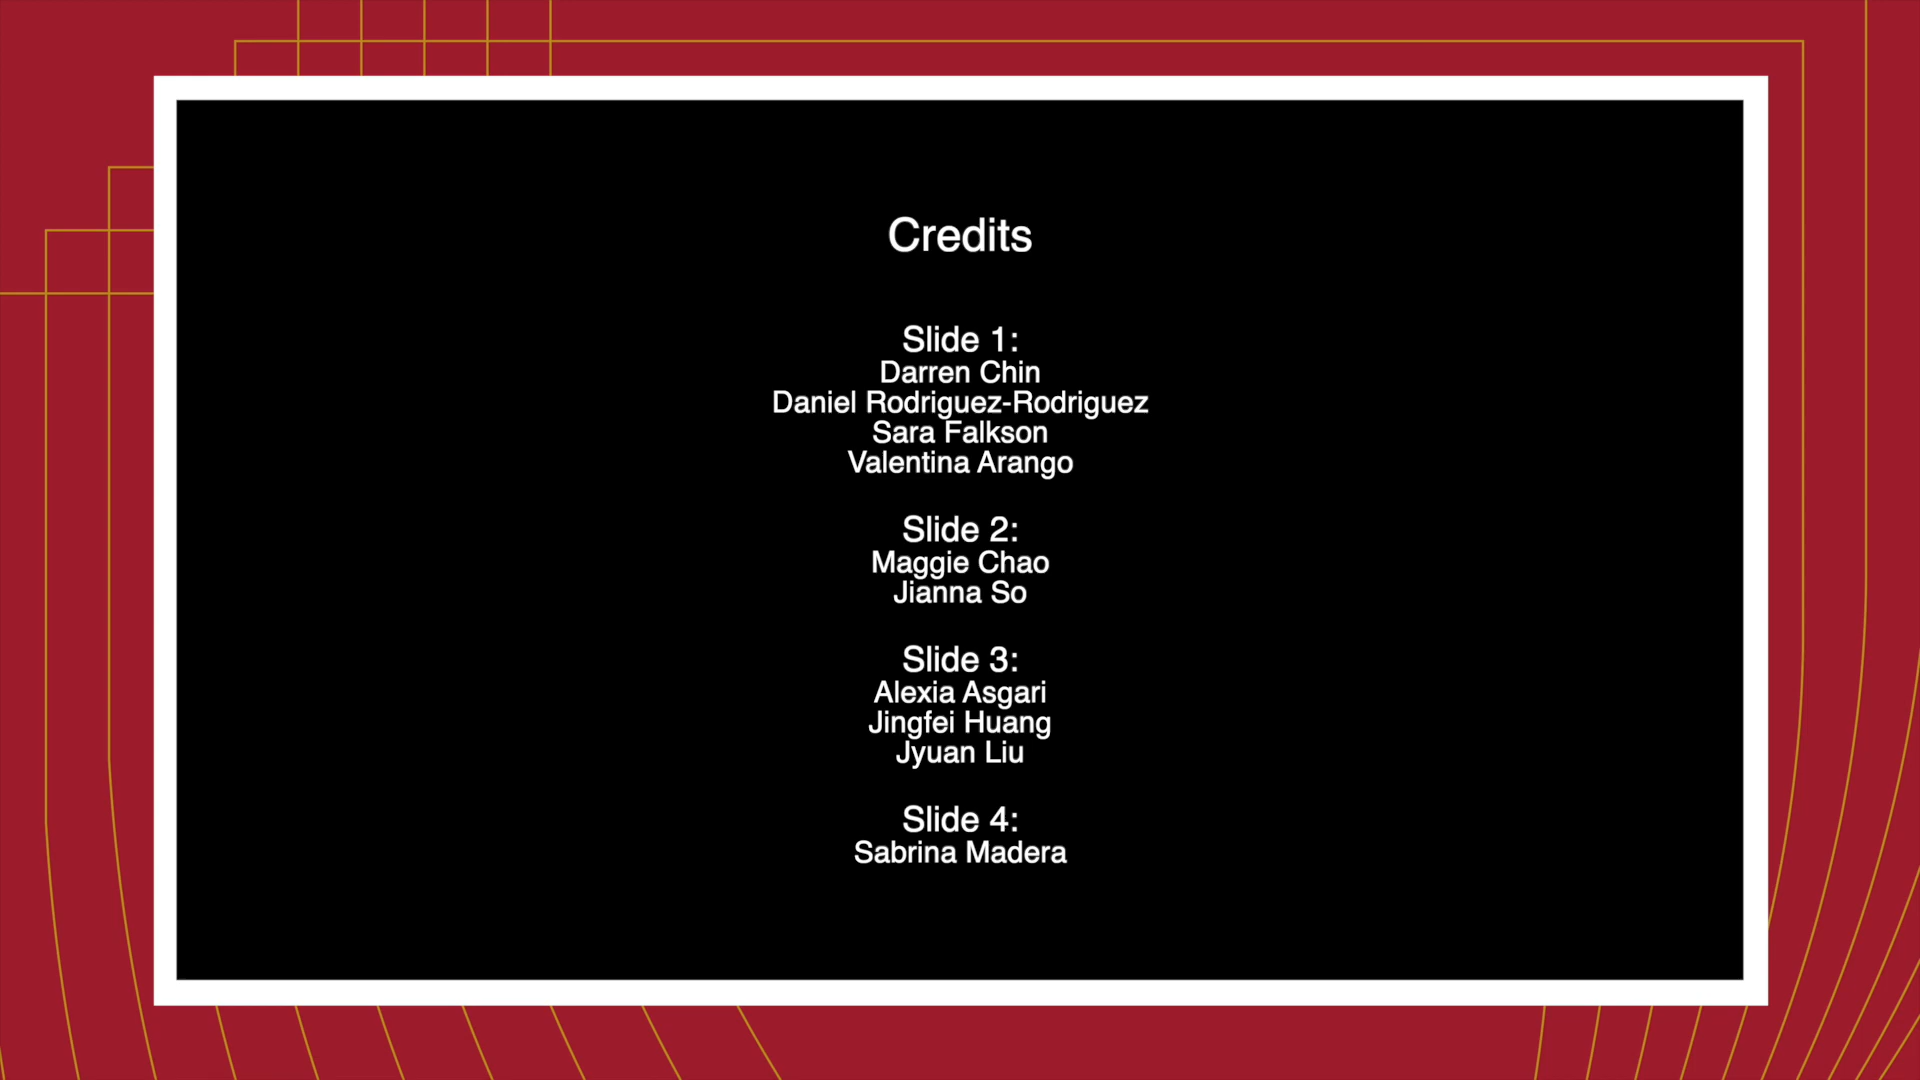 Credits
Slide 1:
Darren Chin
Daniel Rodriguez-Rodriguez
Sara Falkson
Valentina Arango
Slide 2:
Maggie Chao
Jianna So
Slide 3:
Alexia Asgari
Jingfei Huang
Jyuan Liu
Slide 4:
Sabrina Madera